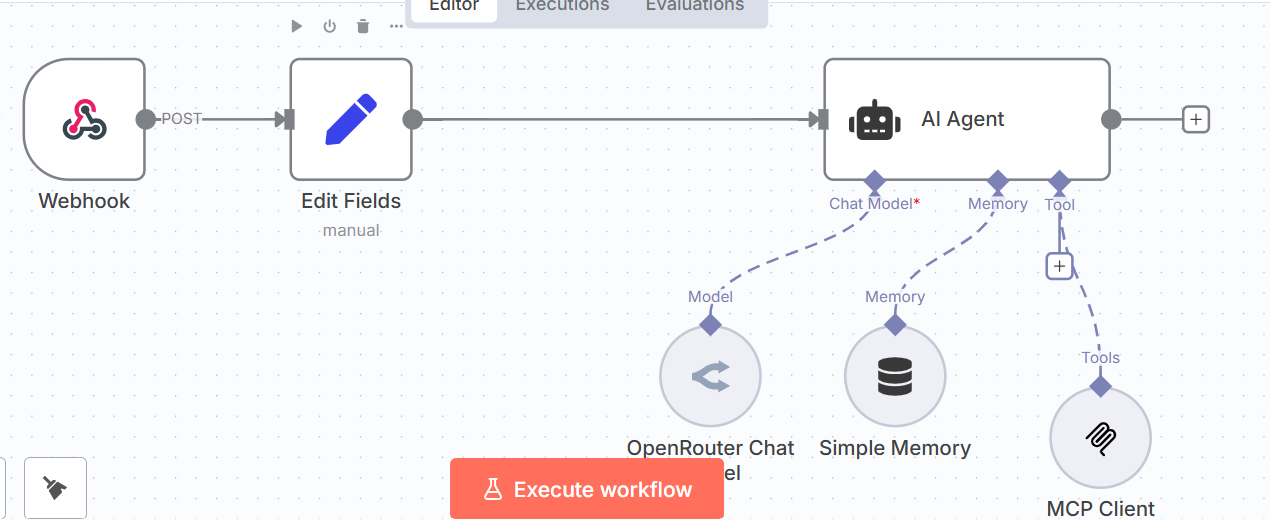 Editor
Executions
Evaluations
POST
AI Agent
Webhook
Edit Fields
manual
Chat Model*
Memory
Tool
Model
Memory
Tools
OpenRouter Chat
el
Simple Memory
Execute workflow
MCP Client